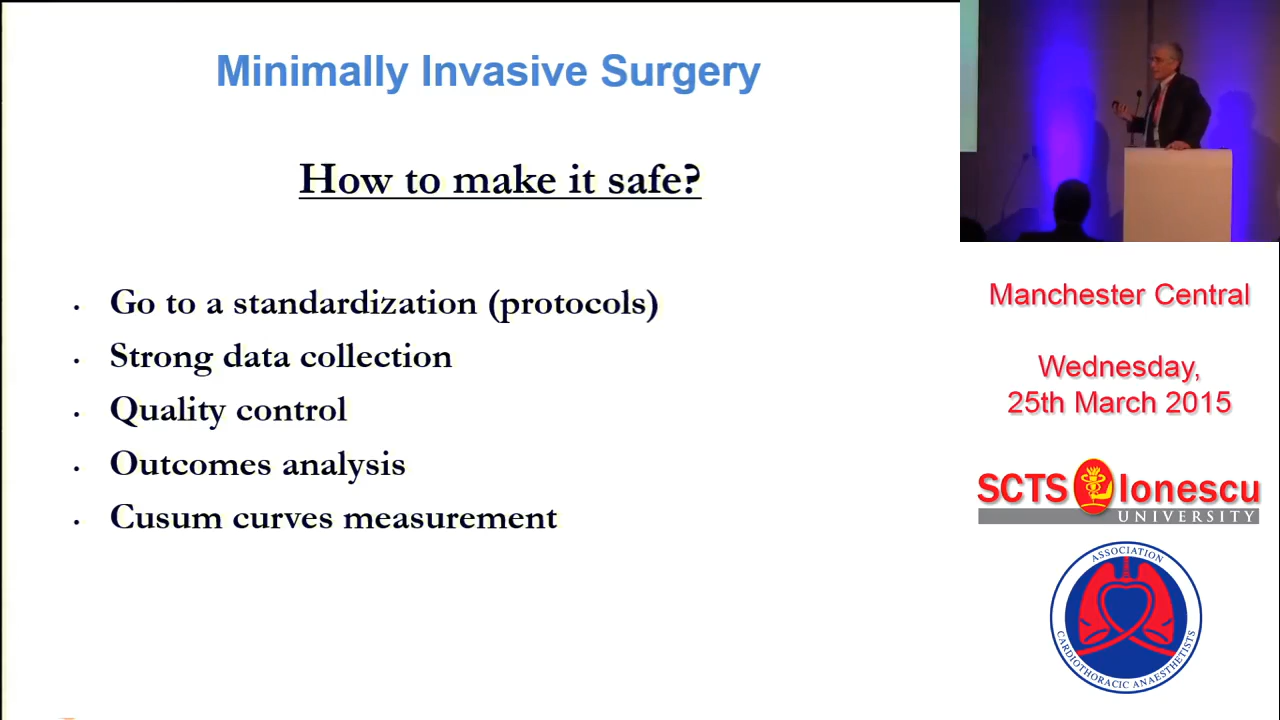 Minimally Invasive Surgery
How to make it safe?
• Go to a standardization (protocols)
• Strong data collection
• Quality control
• Outcomes analysis
• Cusum curves measurement
Manchester Central
Wednesday,
25th March 2015
SCTS Ionescu
UNIVERSITY
ASSOCIATION
CARDIOTHORACIC ANAESTHETISTS